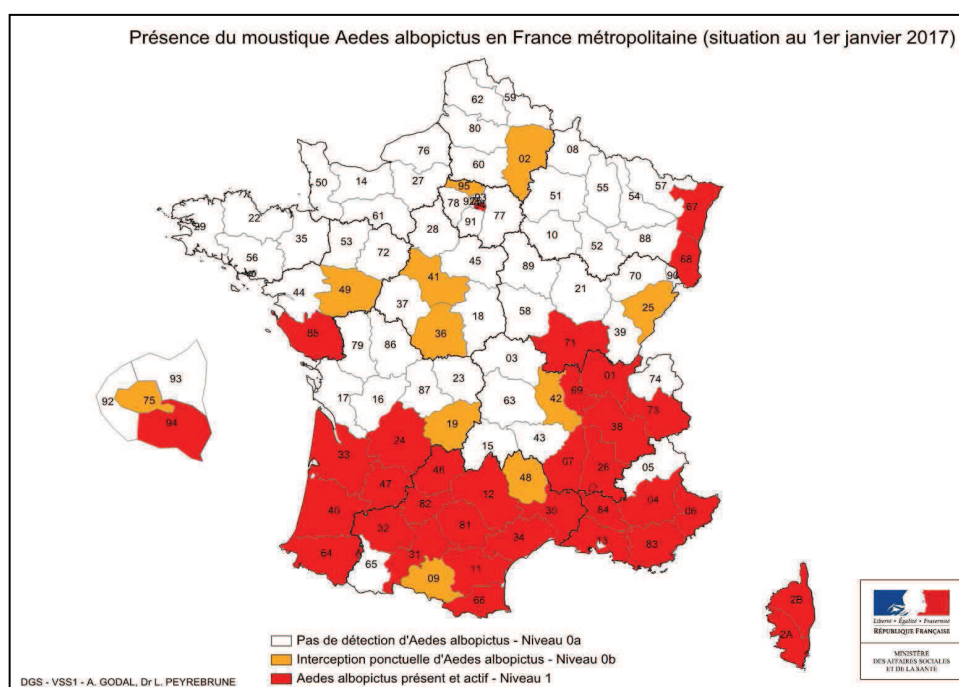 Présence du moustique Aedes albopictus en France métropolitaine (situation au 1er janvier 2017)
62 59
80
02 08
76 60
50 14 27 95 93 51 55 57 67
78 92 77 54
22 61 91
29 35 53 28 10 88 68
56 72 45 52
41 89 70 90
44 49 37 21 25
18 58 39
85 36
79 86 71
03
01 74
93 23 69
92 75 87 42 73
17 16 63
94 38
24 19 43
33 15
46 07 26 05
47 48
12 04
40 82 30 84 06
32 81
34 13 83
64 31
65 11
09
66
2B
2A
Liberté • Égalité • Fraternité
RÉPUBLIQUE FRANÇAISE
MINISTÈRE
DES AFFAIRES SOCIALES
ET DE LA SANTÉ
Pas de détection d'Aedes albopictus - Niveau 0a
Interception ponctuelle d'Aedes albopictus - Niveau 0b
Aedes albopictus présent et actif - Niveau 1
DGS - VSS1 - A. GODAL, Dr L. PEYREBRUNE